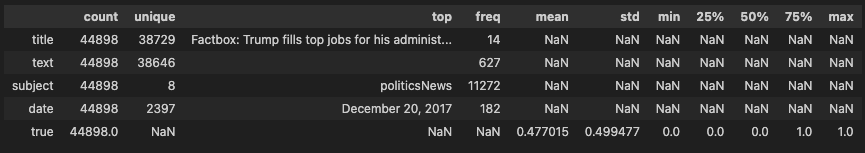 count unique top freq mean std min 25% 50% 75% max
title 44898 38729 Factbox: Trump fills top jobs for his administ... 14 NaN NaN NaN NaN NaN NaN NaN
text 44898 38646 627 NaN NaN NaN NaN NaN NaN NaN
subject 44898 8 politicsNews 11272 NaN NaN NaN NaN NaN NaN NaN
date 44898 2397 December 20, 2017 182 NaN NaN NaN NaN NaN NaN NaN
true 44898.0 NaN NaN NaN 0.477015 0.499477 0.0 0.0 0.0 1.0 1.0